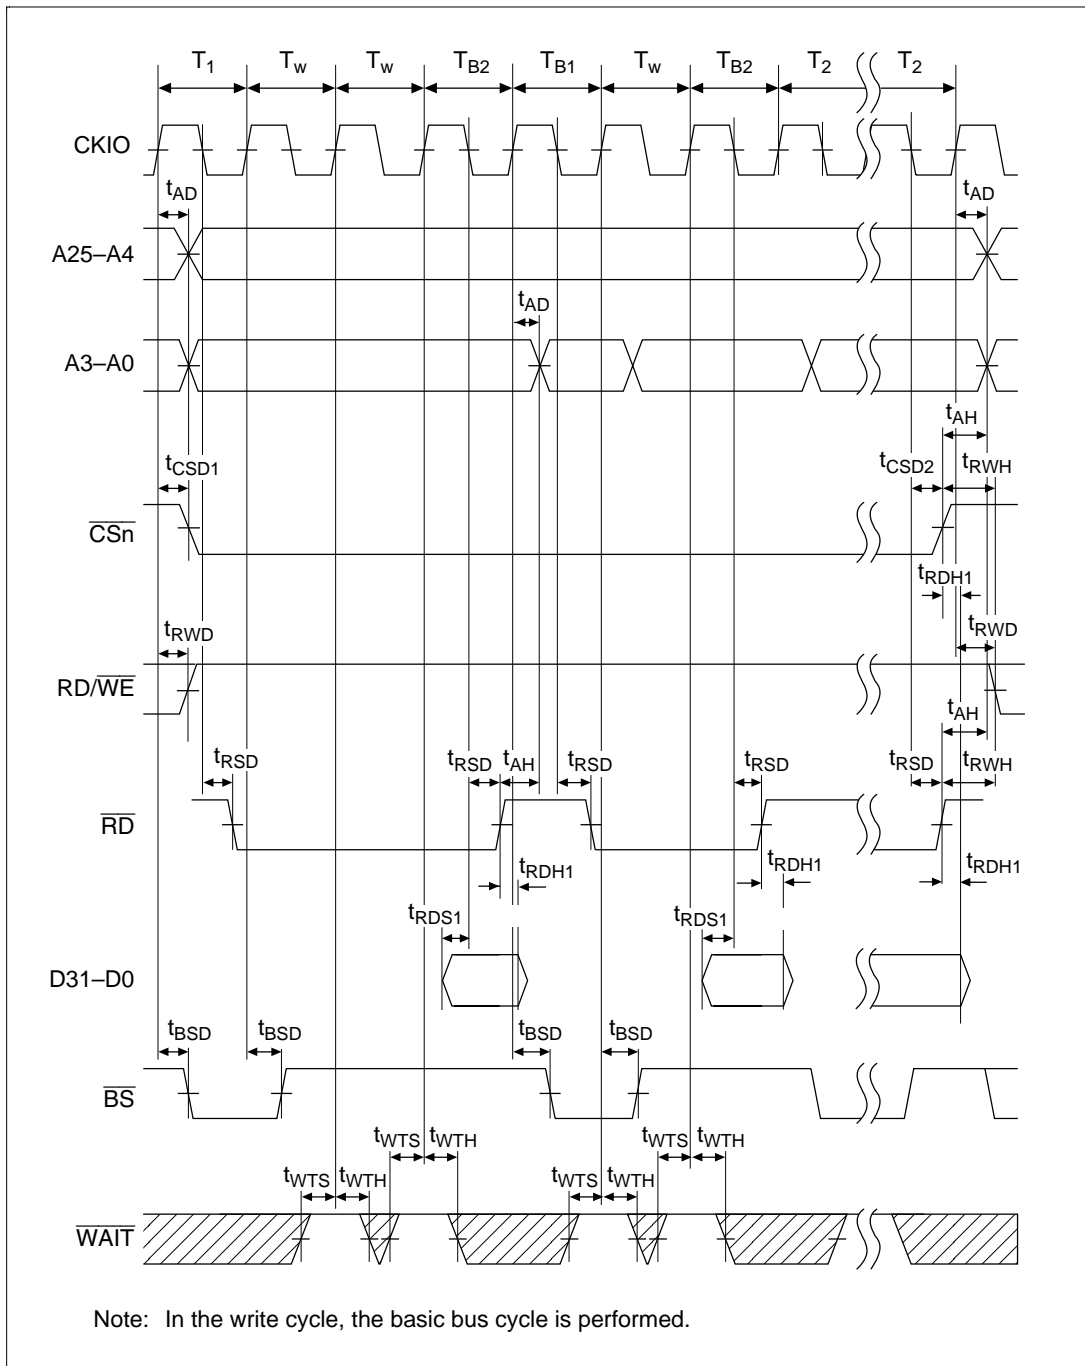 T1 Tw Tw TB2 TB1 Tw TB2 T2 T2
CKIO
tAD tAD
A25–A4
tAD
A3–A0
tAH
tCSD1 tCSD2 tRWH
CSn
tRDH1
tRWD tRWD
RD/WE
tAH
tRSD tRSD tAH tRSD tRSD tRSD tRWH
RD
tRDH1 tRDH1 tRDH1
tRDS1 tRDS1
D31–D0
tBSD tBSD tBSD tBSD
BS
tWTS tWTH tWTS tWTH
tWTS tWTH tWTS tWTH
WAIT
Note: In the write cycle, the basic bus cycle is performed.